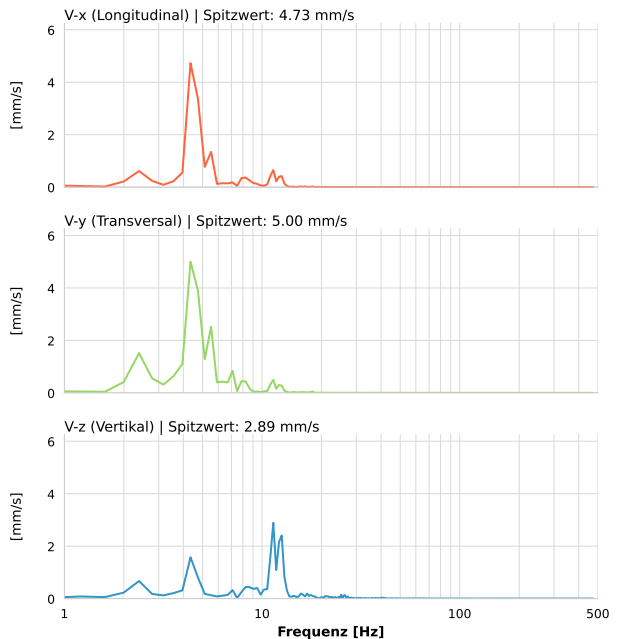 V-x (Longitudinal) | Spitzwert: 4.73 mm/s
6
4
2
0
[mm/s]
V-y (Transversal) | Spitzwert: 5.00 mm/s
6
4
2
0
[mm/s]
V-z (Vertikal) | Spitzwert: 2.89 mm/s
6
4
2
0
[mm/s]
1 10 100 500
Frequenz [Hz]